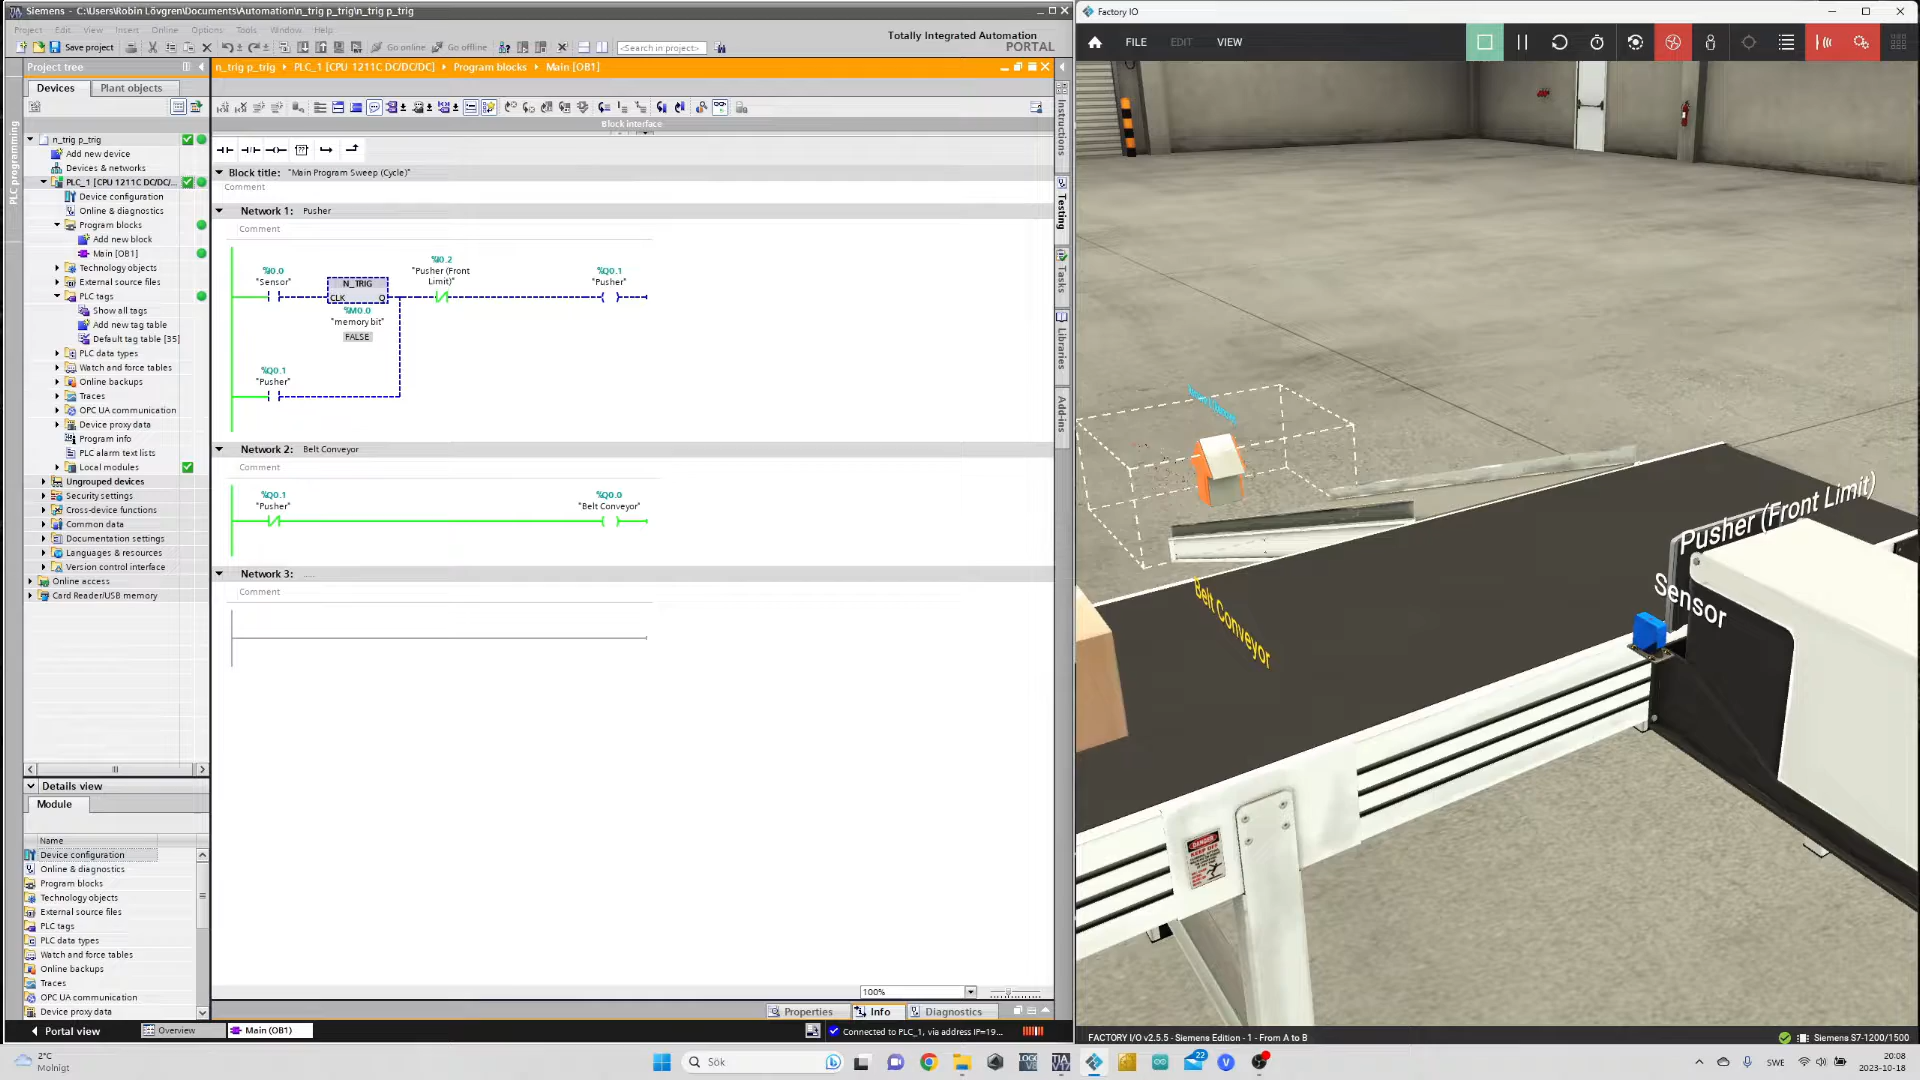 Siemens - C:\Users\Robin Lövgren\Documents\Automation\n_trig p_trig\n_trig p_trig
Project Edit View Insert Online Options Tools Window Help
Totally Integrated Automation
PORTAL
Save project
Go online
Go offline
<Search in project>
Project tree
n_trig p_trig
PLC_1 [CPU 1211C DC/DC/DC]
Program blocks
Main [OB1]
Devices
Plant objects
PLC programming
n_trig p_trig
Add new device
Devices & networks
PLC_1 [CPU 1211C DC/DC/...
Device configuration
Online & diagnostics
Program blocks
Add new block
Main [OB1]
Technology objects
External source files
PLC tags
Show all tags
Add new tag table
Default tag table [35]
PLC data types
Watch and force tables
Online backups
Traces
OPC UA communication
Device proxy data
Program info
PLC alarm text lists
Local modules
Ungrouped devices
Security settings
Cross-device functions
Common data
Documentation settings
Languages & resources
Version control interface
Online access
Card Reader/USB memory
Details view
Module
Name
Device configuration
Online & diagnostics
Program blocks
Technology objects
External source files
PLC tags
PLC data types
Watch and force tables
Online backups
Traces
OPC UA communication
Device proxy data
Block interface
Block title: "Main Program Sweep (Cycle)"
Comment
Network 1: Pusher
Comment
%I0.0
"Sensor"
N_TRIG
CLK Q
%M0.0
"memory bit"
FALSE
%I0.2
"Pusher (Front
Limit)"
%Q0.1
"Pusher"
%Q0.1
"Pusher"
Network 2: Belt Conveyor
Comment
%Q0.1
"Pusher"
%Q0.0
"Belt Conveyor"
Network 3: .....
Comment
100%
Properties
Info
Diagnostics
Instructions
Testing
Tasks
Libraries
Add-ins
Portal view
Overview
Main (OB1)
Connected to PLC_1, via address IP=19...
Factory IO
FILE
EDIT
VIEW
Pusher (Front Limit)
Sensor
Belt Conveyor
DANGER
KEEP OFF
FACTORY I/O v2.5.5 - Siemens Edition - 1 - From A to B
Siemens S7-1200/1500
2°C
Molnigt
Sök
22
SWE
20:08
2023-10-18